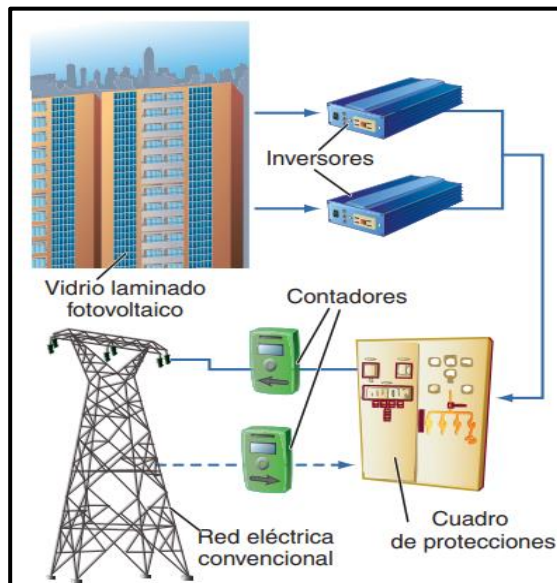 Inversores
Vidrio laminado
fotovoltaico
Contadores
Red eléctrica
convencional
Cuadro
de protecciones